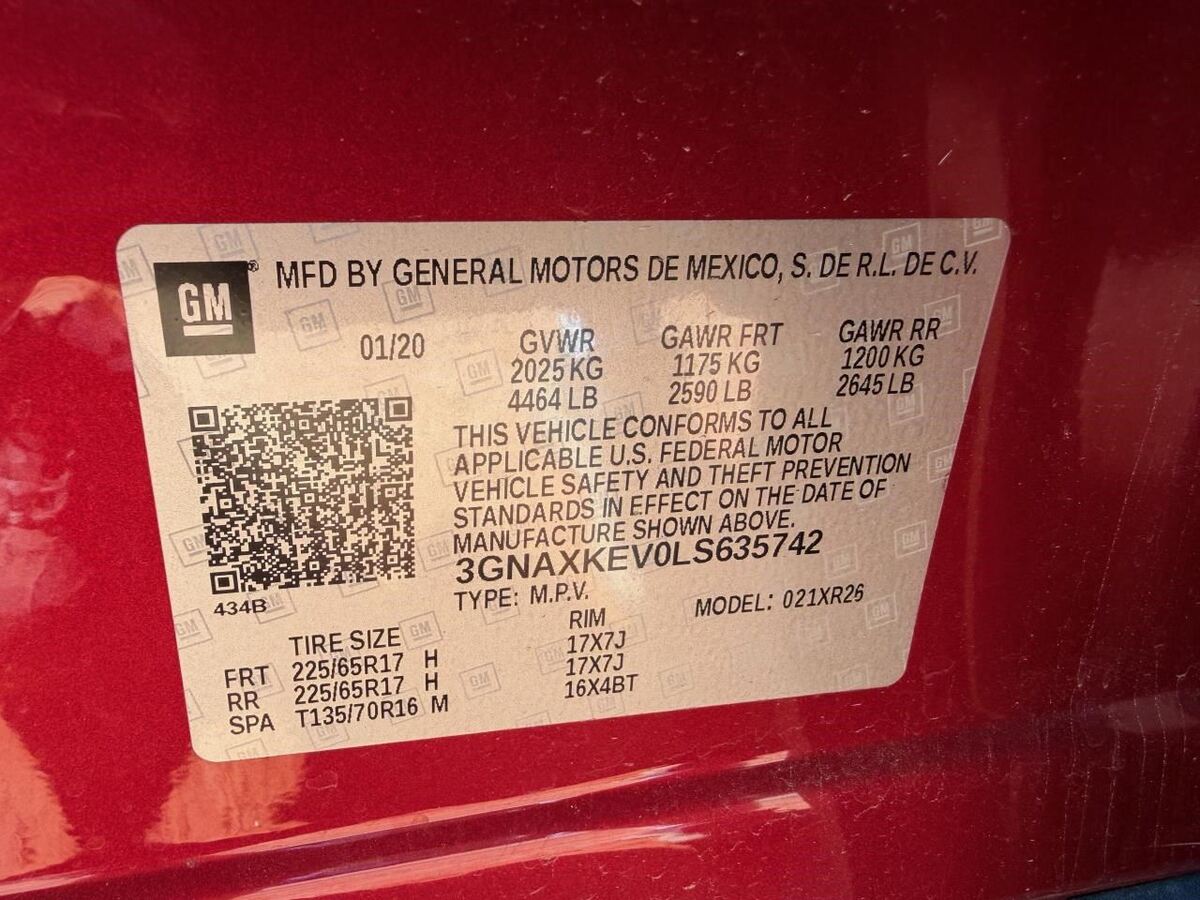 GM® MFD BY GENERAL MOTORS DE MEXICO, S. DE R.L. DE C.V.
01/20 GVWR GAWR FRT GAWR RR
2025 KG 1175 KG 1200 KG
4464 LB 2590 LB 2645 LB
THIS VEHICLE CONFORMS TO ALL
APPLICABLE U.S. FEDERAL MOTOR
VEHICLE SAFETY AND THEFT PREVENTION
STANDARDS IN EFFECT ON THE DATE OF
MANUFACTURE SHOWN ABOVE.
3GNAXKEV0LS635742
434B
TYPE: M.P.V. MODEL: 021XR26
TIRE SIZE RIM
FRT 225/65R17 H 17X7J
RR 225/65R17 H 17X7J
SPA T135/70R16 M 16X4BT